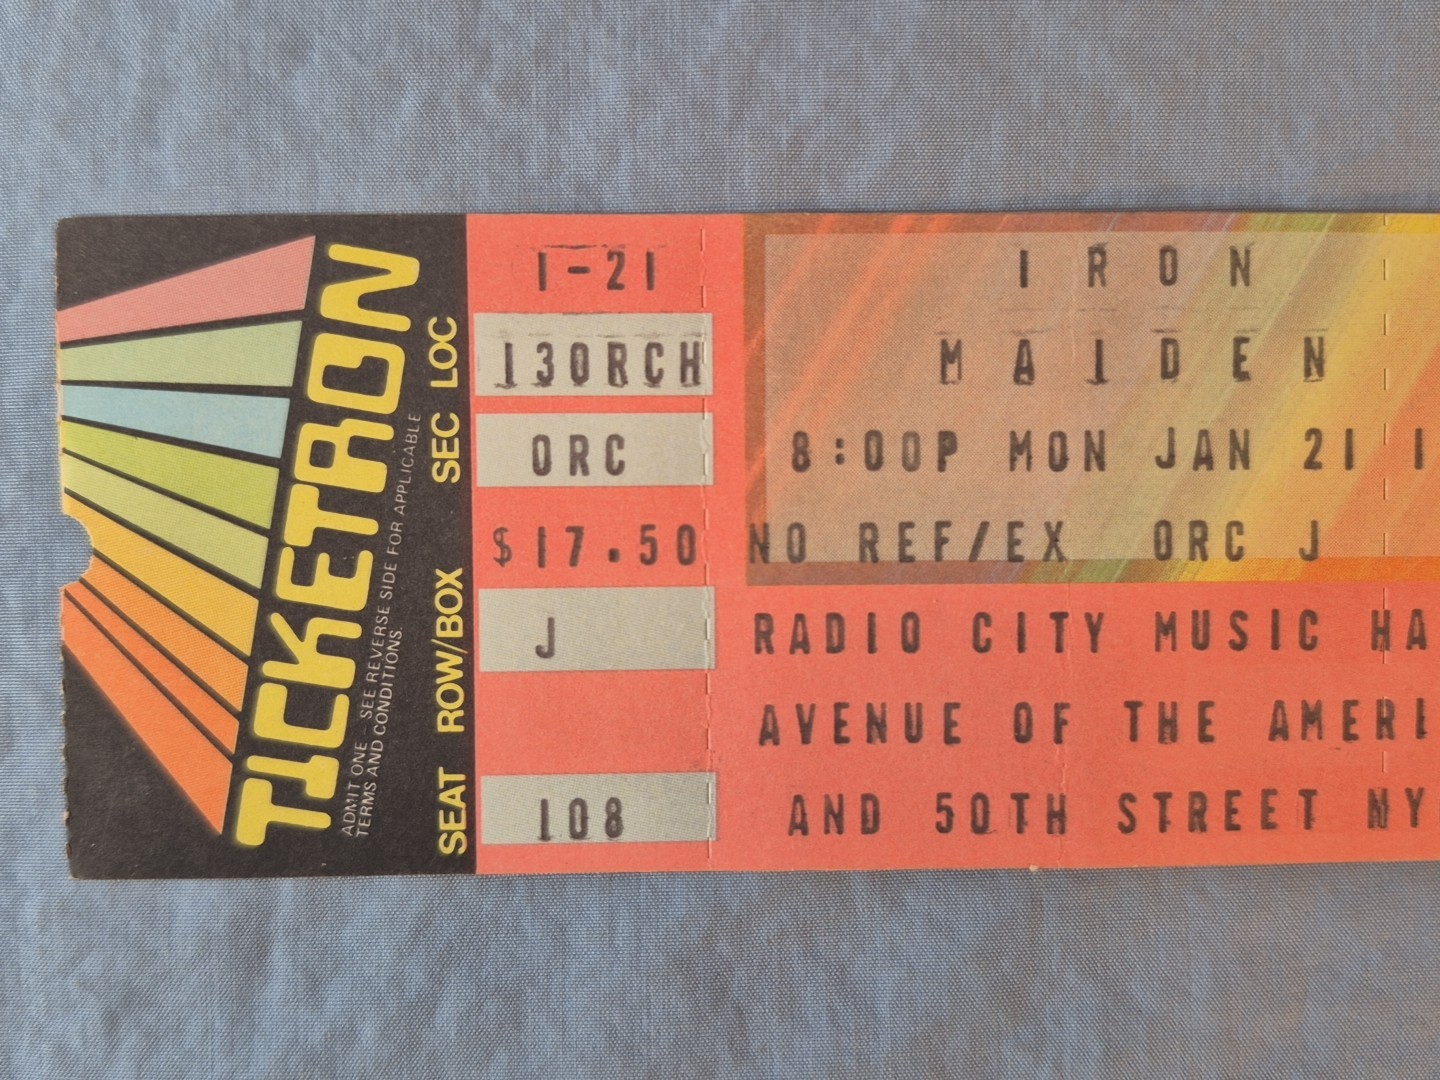 TICKETRON
ADMIT ONE SEE REVERSE SIDE FOR APPLICABLE
TERMS AND CONDITIONS.
SEAT ROW/BOX SEC LOC
1-21
130RCH
ORC
$17.50
J
108
IRON
MAIDEN
8:00P MON JAN 21 1
NO REF/EX ORC J
RADIO CITY MUSIC HA
AVENUE OF THE AMERI
AND 50TH STREET NY